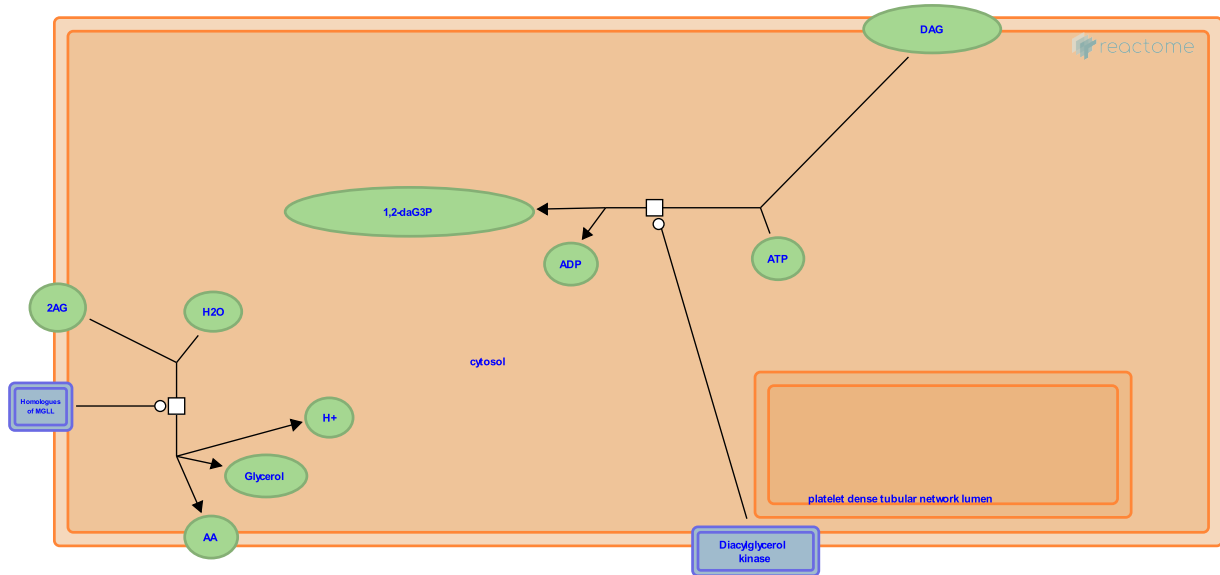 DAG
reactome
1,2-daG3P
ADP
ATP
2AG
H2O
cytosol
Homologues
of MGLL
H+
Glycerol
platelet dense tubular network lumen
AA
Diacylglycerol
kinase